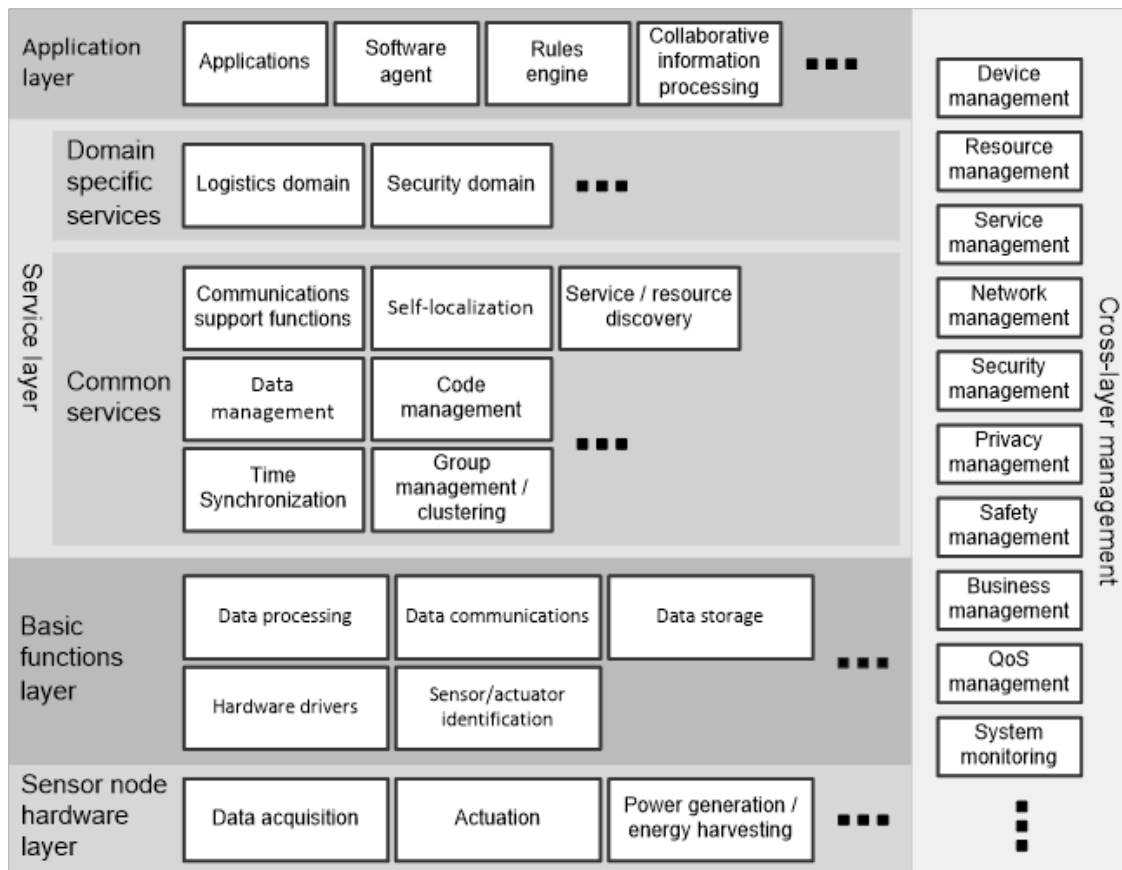 Application
layer
Applications
Software
agent
Rules
engine
Collaborative
information
processing
Service layer
Domain
specific
services
Logistics domain
Security domain
Common
services
Communications
support functions
Self-localization
Service / resource
discovery
Data
management
Code
management
Time
Synchronization
Group
management /
clustering
Basic
functions
layer
Data processing
Data communications
Data storage
Hardware drivers
Sensor/actuator
identification
Sensor node
hardware
layer
Data acquisition
Actuation
Power generation /
energy harvesting
Cross-layer management
Device
management
Resource
management
Service
management
Network
management
Security
management
Privacy
management
Safety
management
Business
management
QoS
management
System
monitoring